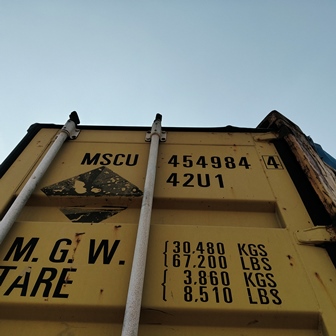 MSCU 454984 4
42U1
M. G. W. 30,480 KGS
67,200 LBS
TARE 3,860 KGS
8,510 LBS